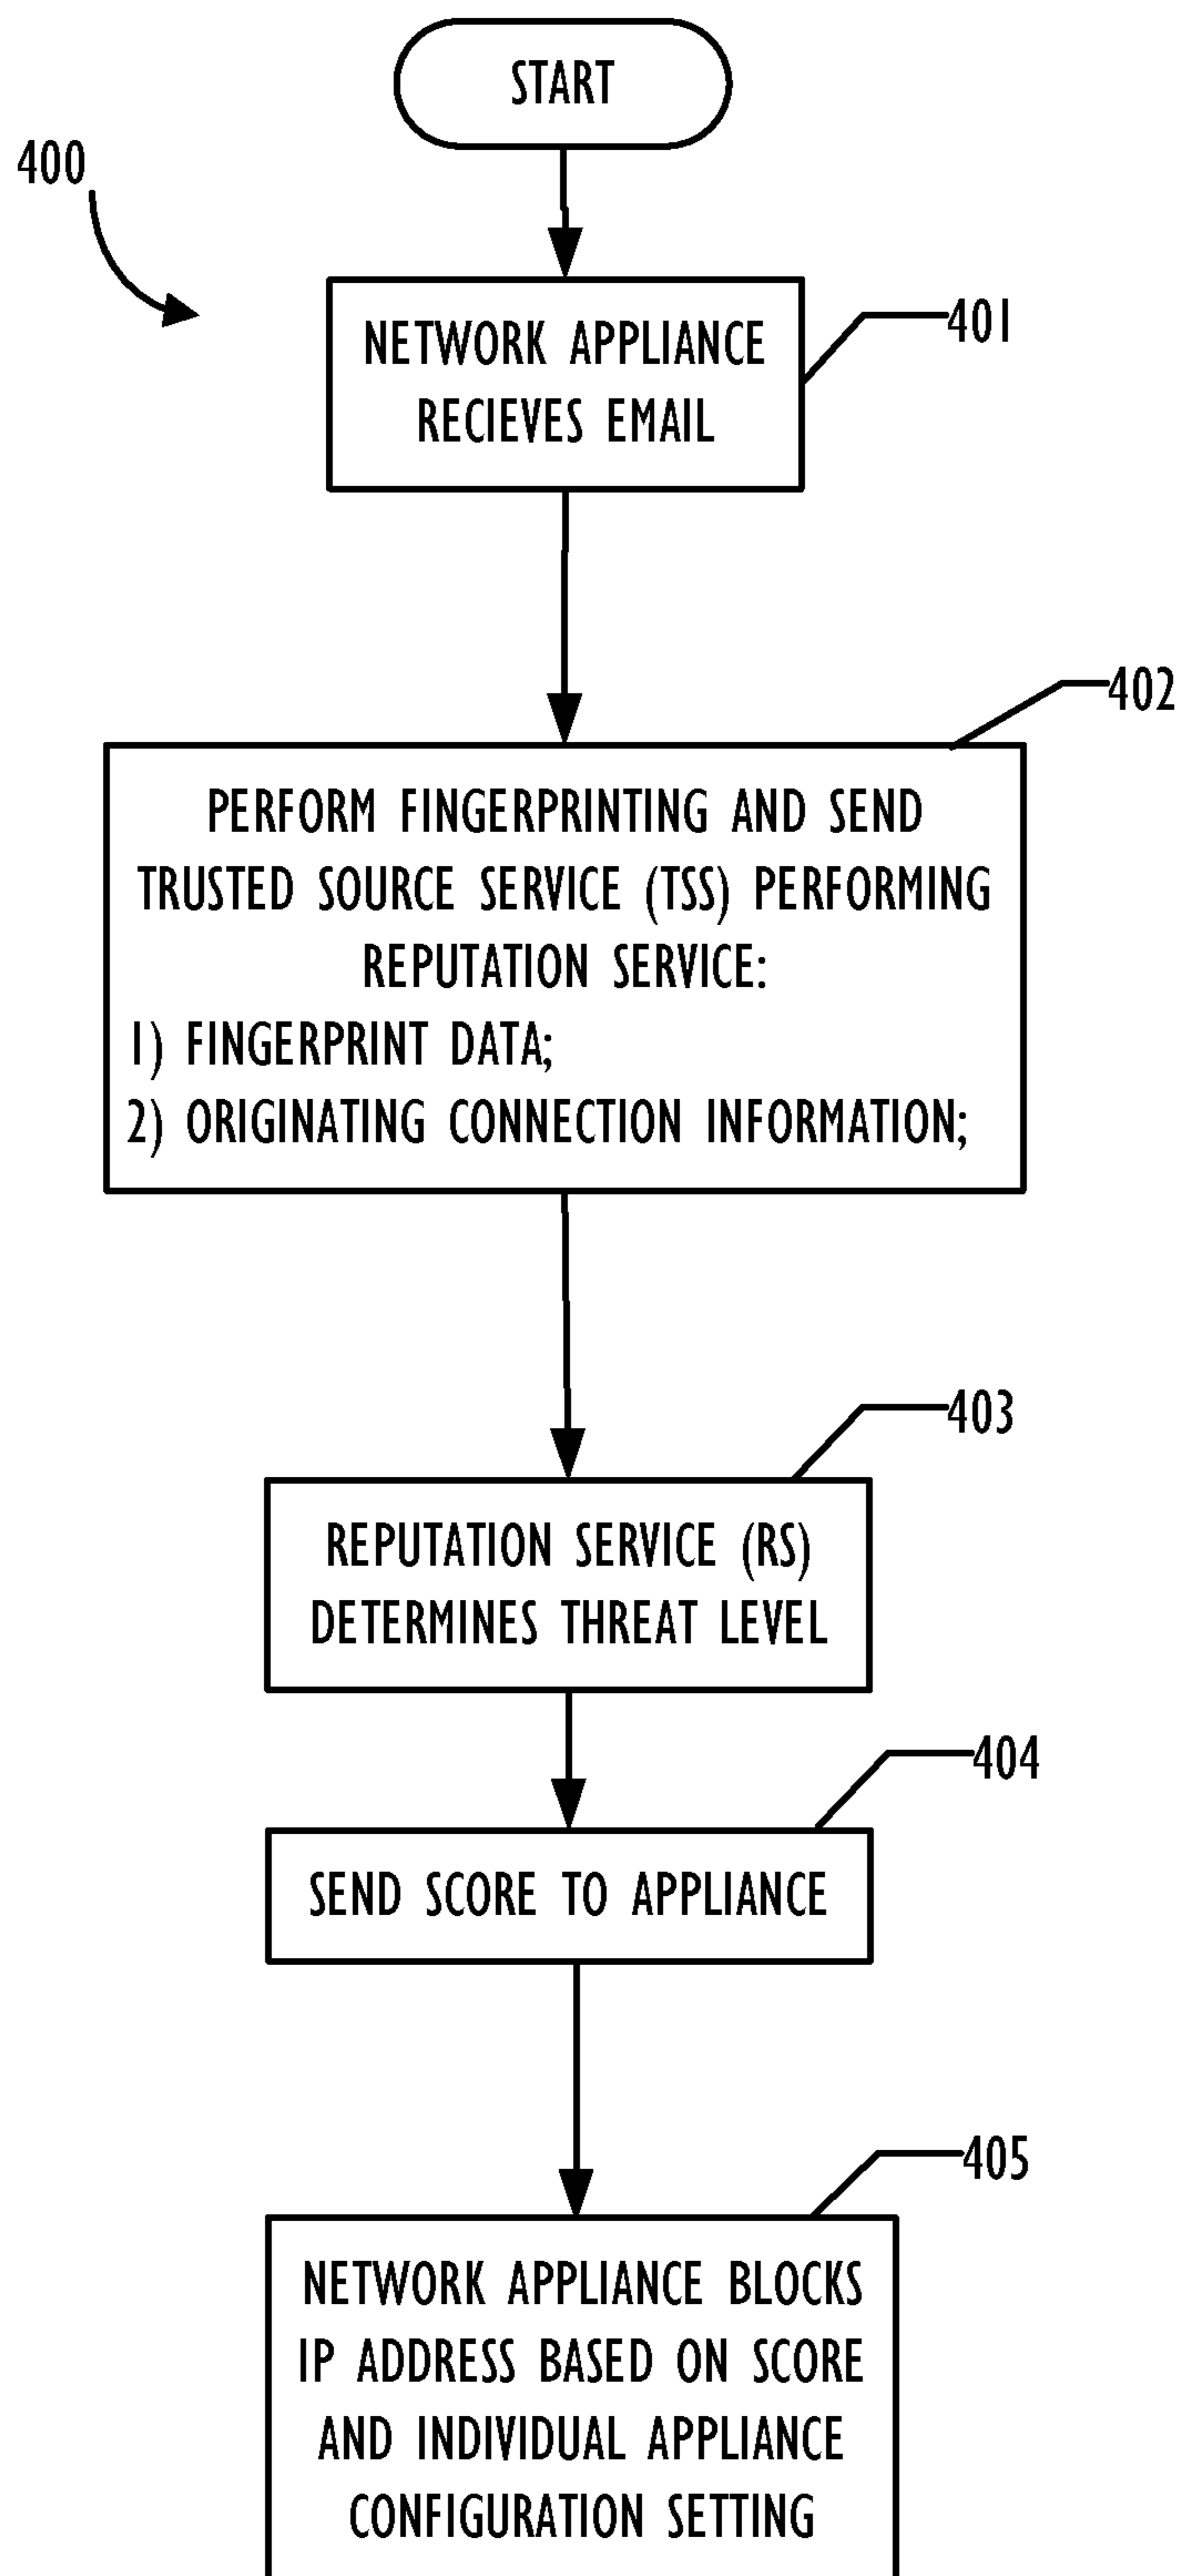 START
400
NETWORK APPLIANCE
RECIEVES EMAIL
401
402
PERFORM FINGERPRINTING AND SEND
TRUSTED SOURCE SERVICE (TSS) PERFORMING
REPUTATION SERVICE:
1) FINGERPRINT DATA;
2) ORIGINATING CONNECTION INFORMATION;
403
REPUTATION SERVICE (RS)
DETERMINES THREAT LEVEL
404
SEND SCORE TO APPLIANCE
405
NETWORK APPLIANCE BLOCKS
IP ADDRESS BASED ON SCORE
AND INDIVIDUAL APPLIANCE
CONFIGURATION SETTING